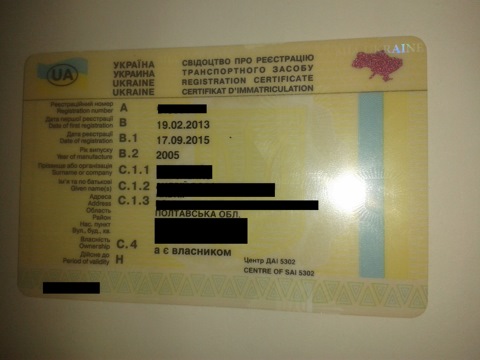 UA
УКРАЇНА
УКРАИНА
UKRAINE
UKRAINE
СВІДОЦТВО ПРО РЕЄСТРАЦІЮ
ТРАНСПОРТНОГО ЗАСОБУ
REGISTRATION CERTIFICATE
CERTIFIKAT D'IMMATRICULATION
UKRAINE
Реєстраційний номер
Registration number
A
Дата першої реєстрації
Date of first registration
B
19.02.2013
Дата реєстрації
Date of registration
B.1
17.09.2015
Рік випуску
Year of manufacture
B.2
2005
Прізвище або організація
Surname or company
C.1.1
Ім'я та по батькові
Given name(s)
C.1.2
Адреса
Address
C.1.3
Область
ПОЛТАВСЬКА ОБЛ.
Район
Нас. пункт
Вул., буд., кв.
Власність
Ownership
C.4
а є власником
Дійсне до
Period of validity
H
Центр ДАІ 5302
CENTRE OF SAI 5302